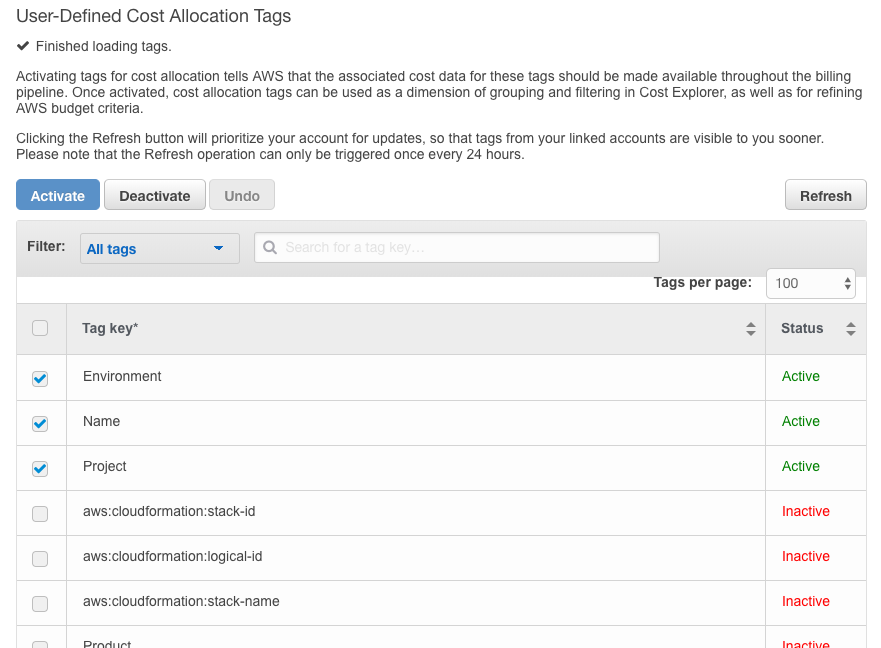 User-Defined Cost Allocation Tags
Finished loading tags.
Activating tags for cost allocation tells AWS that the associated cost data for these tags should be made available throughout the billing
pipeline. Once activated, cost allocation tags can be used as a dimension of grouping and filtering in Cost Explorer, as well as for refining
AWS budget criteria.
Clicking the Refresh button will prioritize your account for updates, so that tags from your linked accounts are visible to you sooner.
Please note that the Refresh operation can only be triggered once every 24 hours.
Activate Deactivate Undo Refresh
Filter: All tags Search for a tag key...
Tags per page: 100
Tag key* Status
Environment Active
Name Active
Project Active
aws:cloudformation:stack-id Inactive
aws:cloudformation:logical-id Inactive
aws:cloudformation:stack-name Inactive
Product Inactive